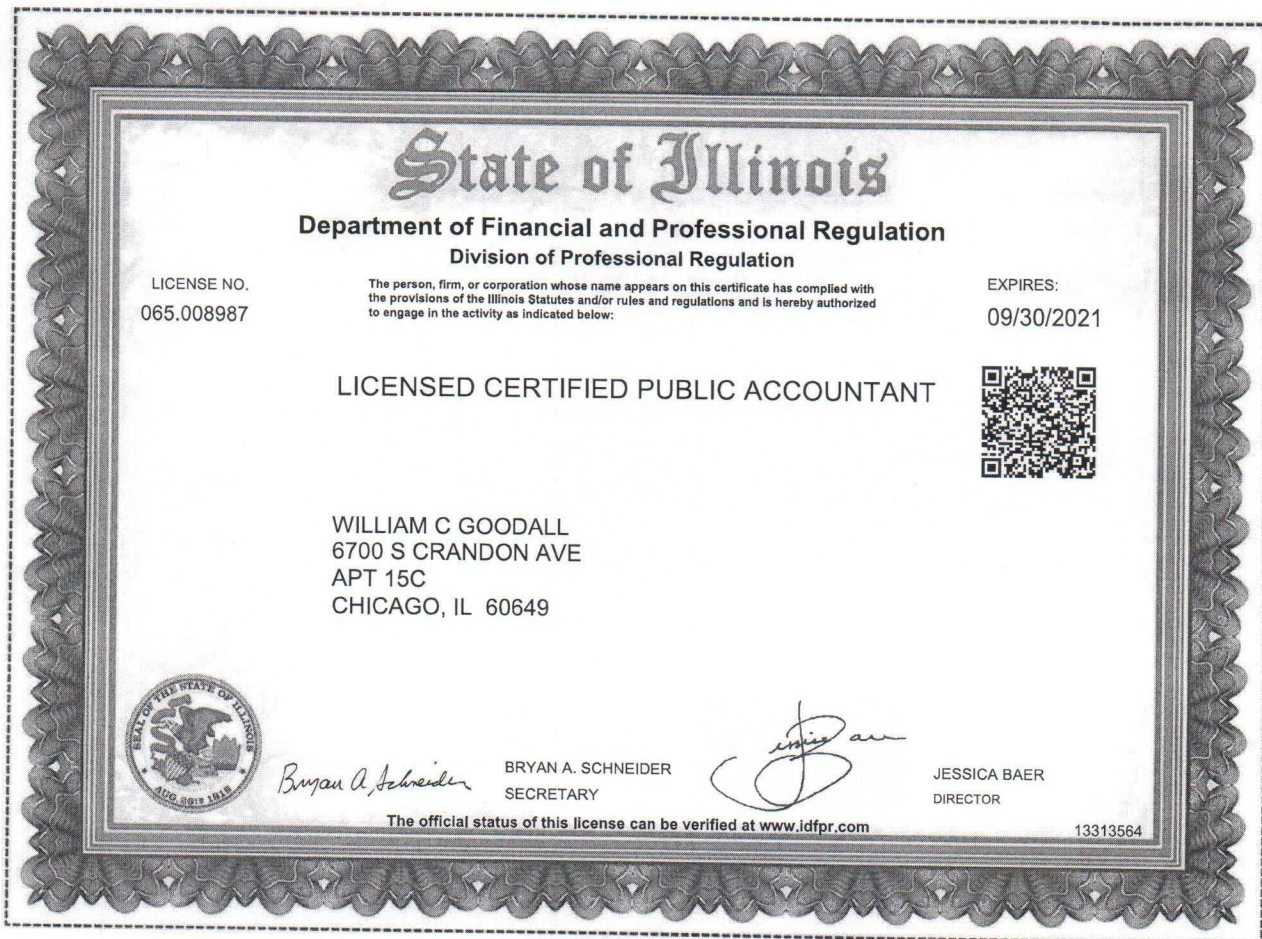 State of Illinois
Department of Financial and Professional Regulation
Division of Professional Regulation
LICENSE NO.
065.008987
The person, firm, or corporation whose name appears on this certificate has complied with
the provisions of the Illinois Statutes and/or rules and regulations and is hereby authorized
to engage in the activity as indicated below:
EXPIRES:
09/30/2021
LICENSED CERTIFIED PUBLIC ACCOUNTANT
WILLIAM C GOODALL
6700 S CRANDON AVE
APT 15C
CHICAGO, IL 60649
SEAL OF THE STATE OF ILLINOIS
AUG. 26TH 1818
Bryan A. Schneider
BRYAN A. SCHNEIDER
SECRETARY
JESSICA BAER
DIRECTOR
The official status of this license can be verified at www.idfpr.com
13313564